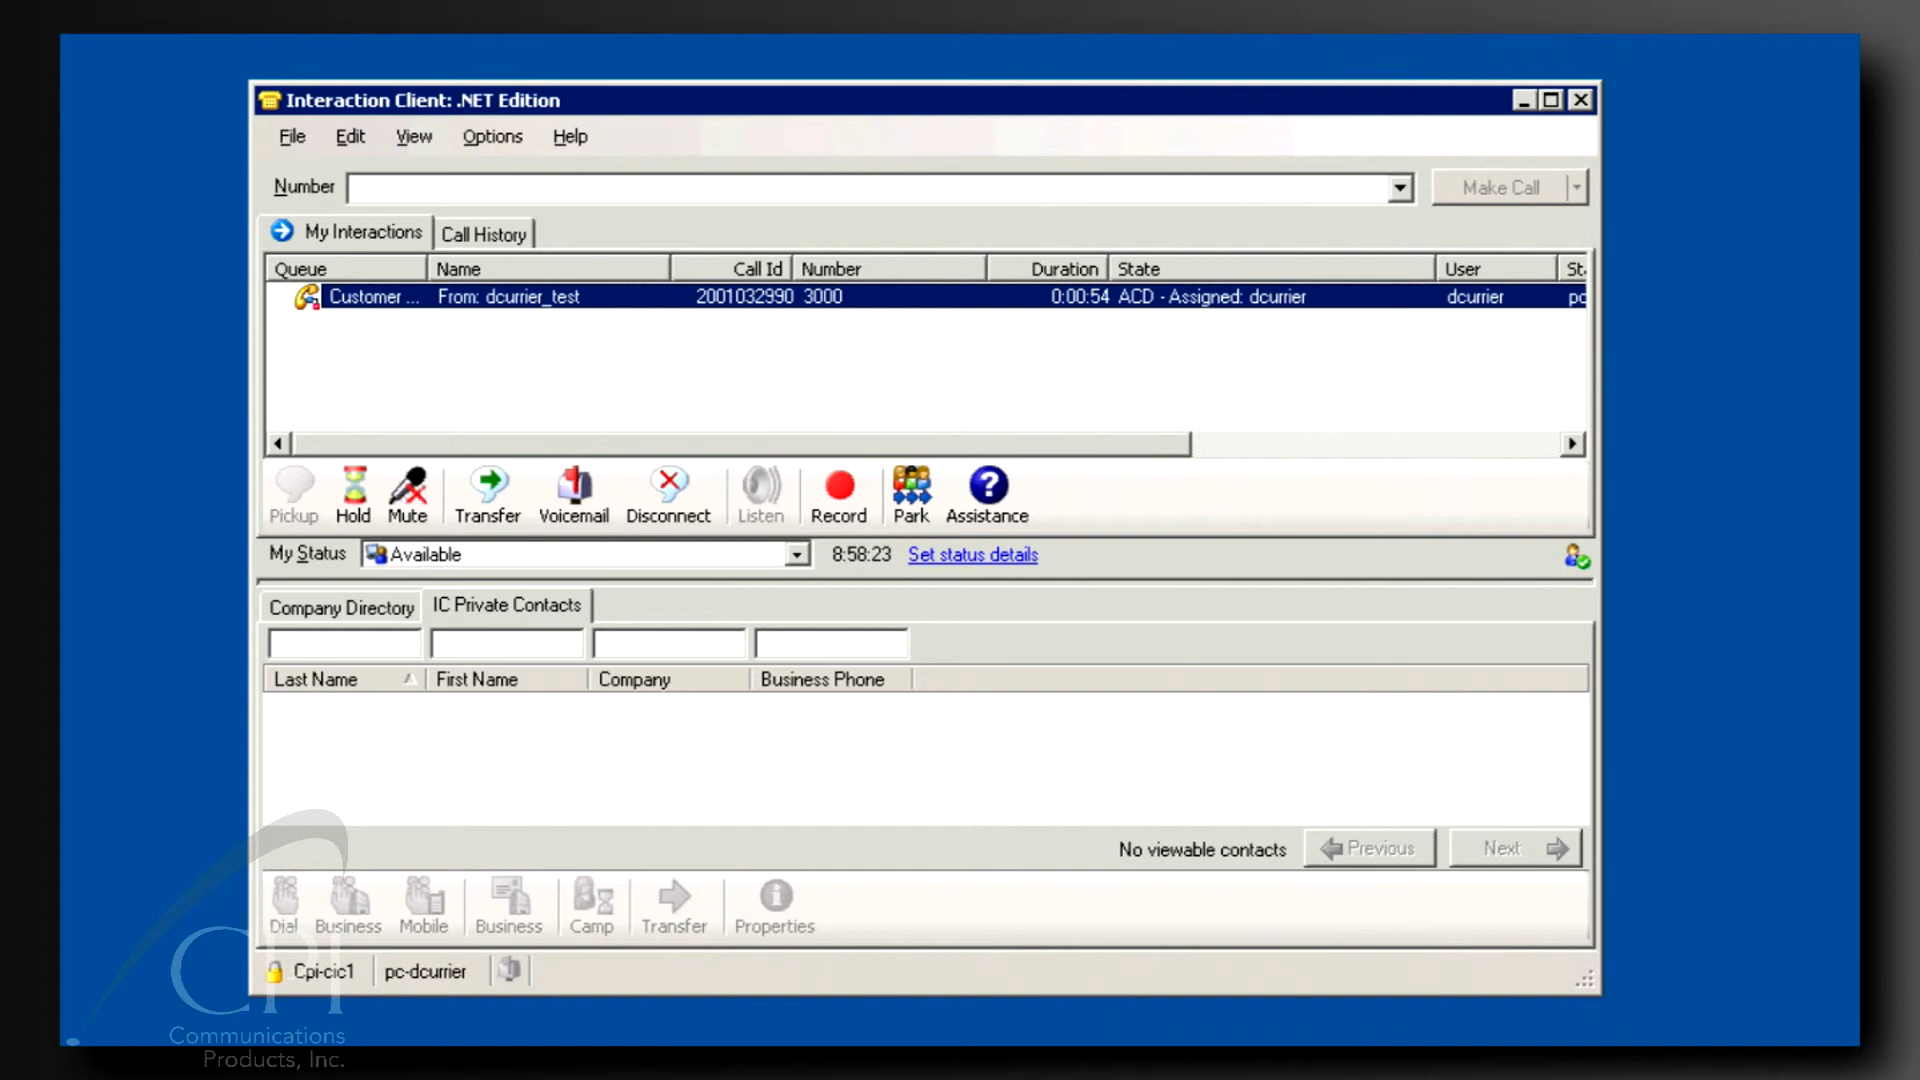 Interaction Client: .NET Edition
File Edit View Options Help
Number Make Call
My Interactions Call History
Queue Name Call Id Number Duration State User St
Customer ... From: dcurrier_test 2001032990 3000 0:00:54 ACD - Assigned: dcurrier dcurrier pc
Pickup Hold Mute Transfer Voicemail Disconnect Listen Record Park Assistance
My Status Available 8:58:23 Set status details
Company Directory IC Private Contacts
Last Name First Name Company Business Phone
No viewable contacts Previous Next
Dial Business Mobile Business Camp Transfer Properties
Cpi-cic1 pc-dcurrier
CPI
Communications
Products, Inc.